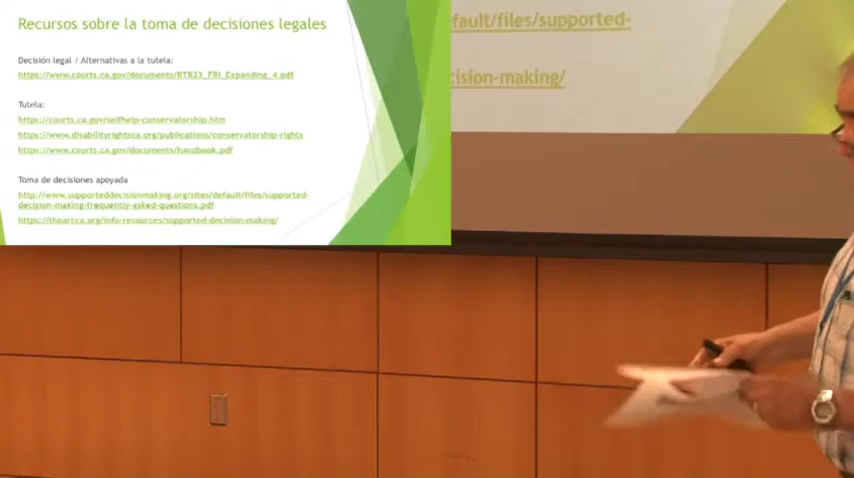 Recursos sobre la toma de decisiones legales
Decisión legal / Alternativas a la tutela:
https://www.courts.ca.gov/documents/BTB23_FRI_Expanding_4.pdf
Tutela:
https://courts.ca.gov/selfhelp-conservatorship.htm
https://www.disabilityrightsca.org/publications/conservatorship-rights
https://www.courts.ca.gov/documents/handbook.pdf
Toma de decisiones apoyada
http://www.supporteddecisionmaking.org/sites/default/files/supported-
decision-making-frequently-asked-questions.pdf
https://thearcca.org/info-resources/supported-decision-making/
fault/files/supported-
cision-making/